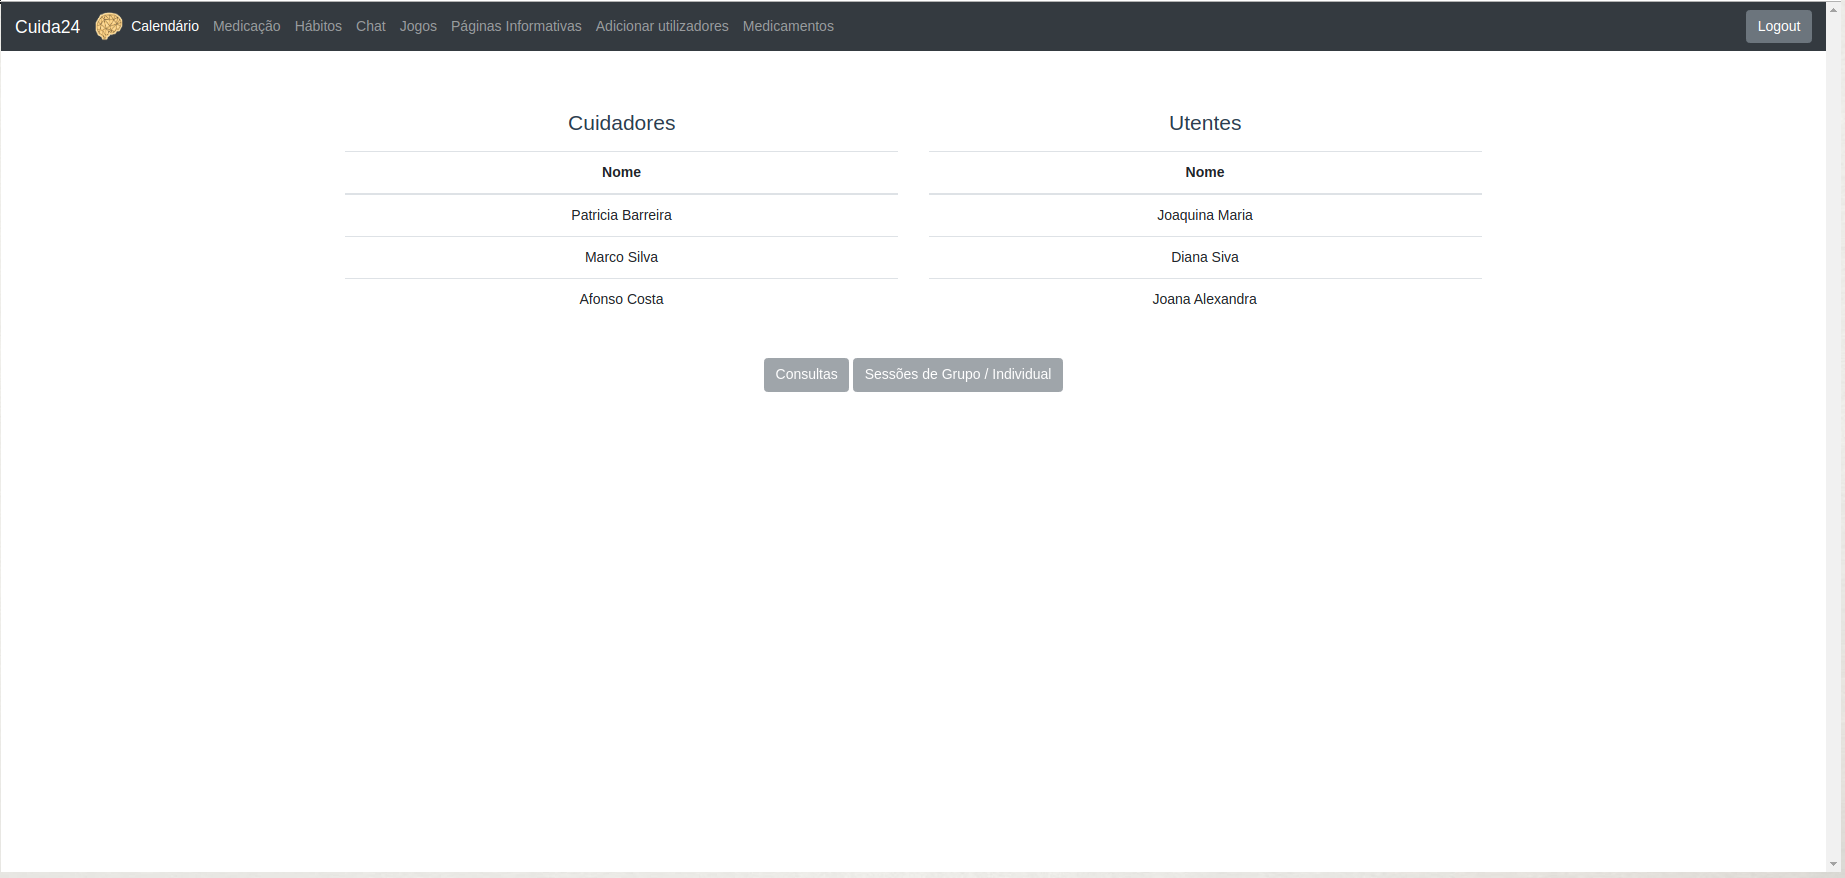 Cuida24 Calendário Medicação Hábitos Chat Jogos Páginas Informativas Adicionar utilizadores Medicamentos Logout
Cuidadores
Nome
Patricia Barreira
Marco Silva
Afonso Costa
Utentes
Nome
Joaquina Maria
Diana Siva
Joana Alexandra
Consultas Sessões de Grupo / Individual